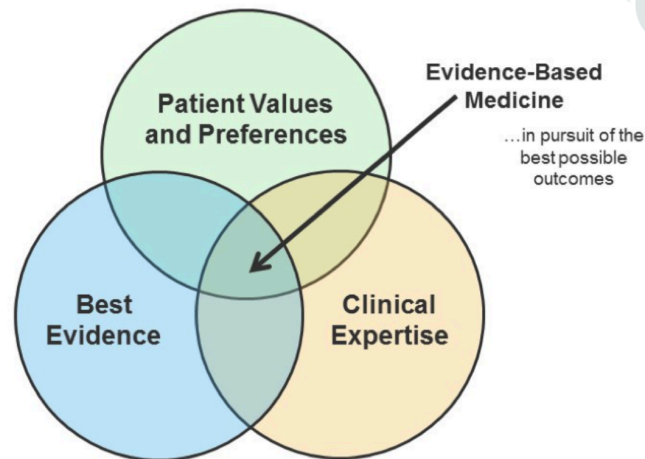 Patient Values
and Preferences
Evidence-Based
Medicine
…in pursuit of the
best possible
outcomes
Best
Evidence
Clinical
Expertise